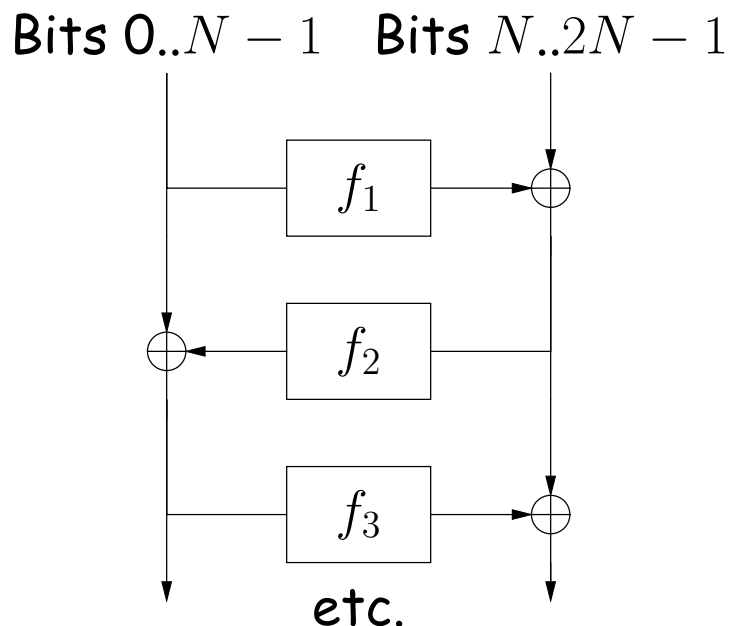 Bits 0..N − 1 Bits N..2N − 1
f₁
f₂
f₃
etc.